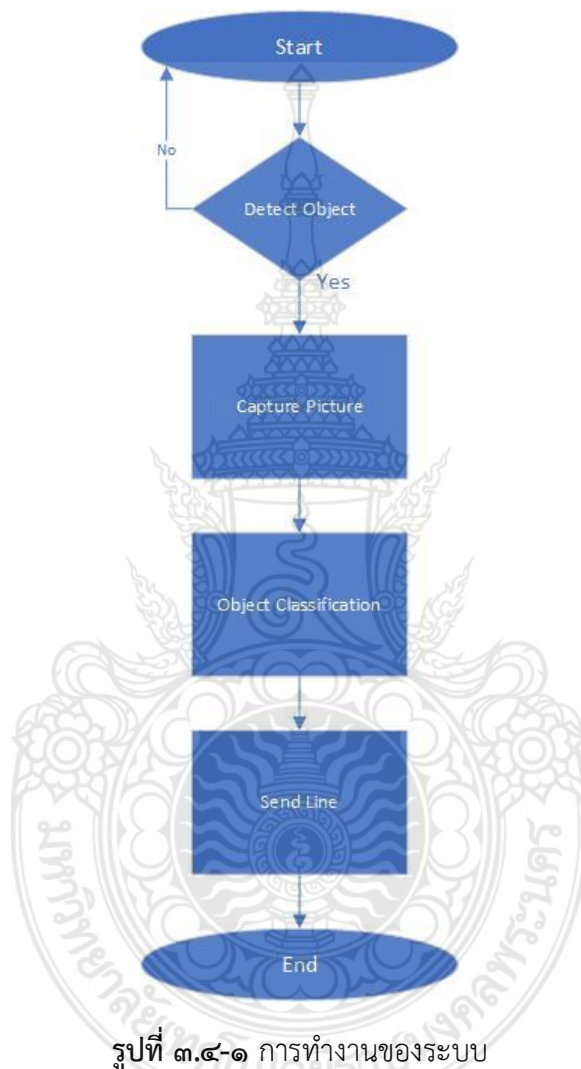 Start
No
Detect Object
Yes
Capture Picture
Object Classification
Send Line
End
รูปที่ ๓.๔-๑ การทำงานของระบบ